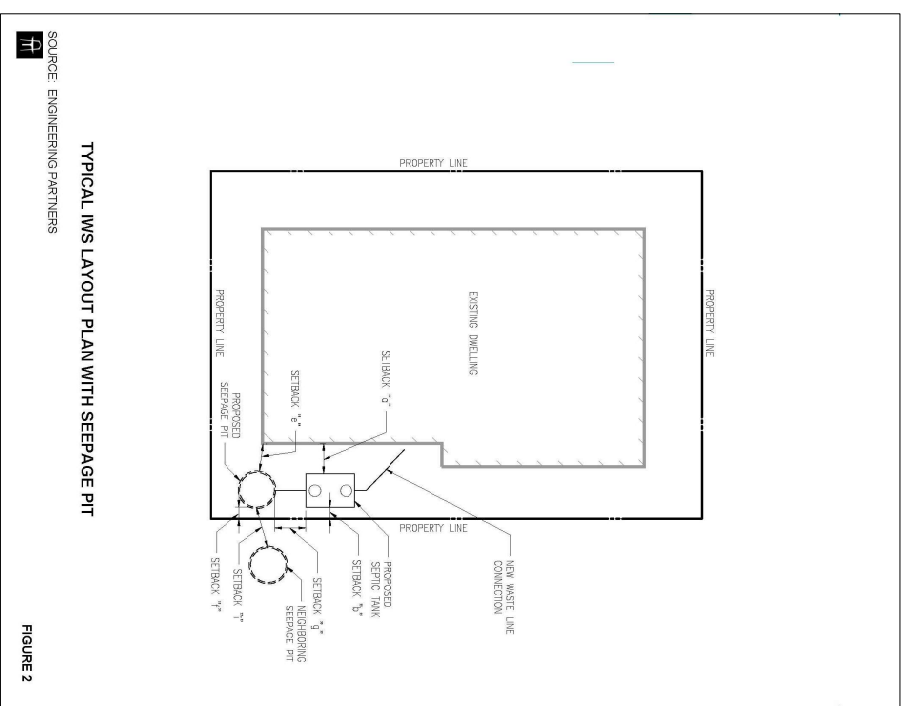 PROPERTY LINE
NEW WASTE LINE
CONNECTION
EXISTING DWELLING
PROPERTY LINE
PROPERTY LINE
SETBACK "a"
PROPOSED
SEPTIC TANK
SETBACK "b"
SETBACK "g"
NEIGHBORING
SEEPAGE PIT
SETBACK "e"
SETBACK "i"
PROPOSED
SEEPAGE PIT
SETBACK "f"
PROPERTY LINE
TYPICAL IWS LAYOUT PLAN WITH SEEPAGE PIT
SOURCE: ENGINEERING PARTNERS
FIGURE 2